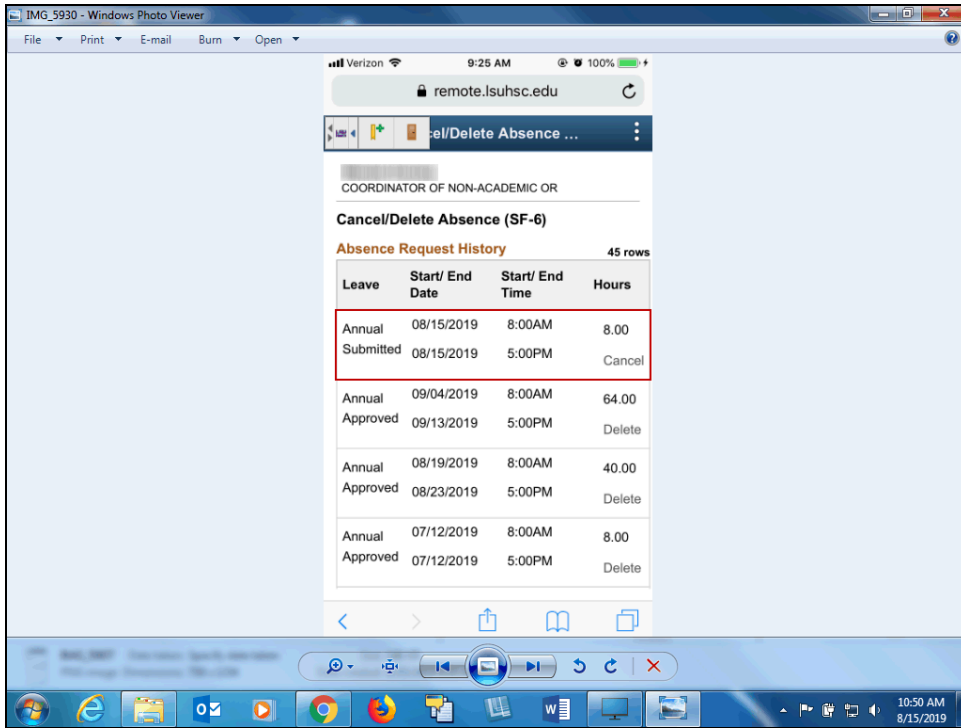 IMG_5930 - Windows Photo Viewer
File Print E-mail Burn Open
Verizon 9:25 AM 100%
remote.lsuhsc.edu
cel/Delete Absence ...
COORDINATOR OF NON-ACADEMIC OR
Cancel/Delete Absence (SF-6)
Absence Request History 45 rows
Leave Start/ End Date Start/ End Time Hours
Annual 08/15/2019 8:00AM 8.00
Submitted 08/15/2019 5:00PM Cancel
Annual 09/04/2019 8:00AM 64.00
Approved 09/13/2019 5:00PM Delete
Annual 08/19/2019 8:00AM 40.00
Approved 08/23/2019 5:00PM Delete
Annual 07/12/2019 8:00AM 8.00
Approved 07/12/2019 5:00PM Delete
10:50 AM
8/15/2019